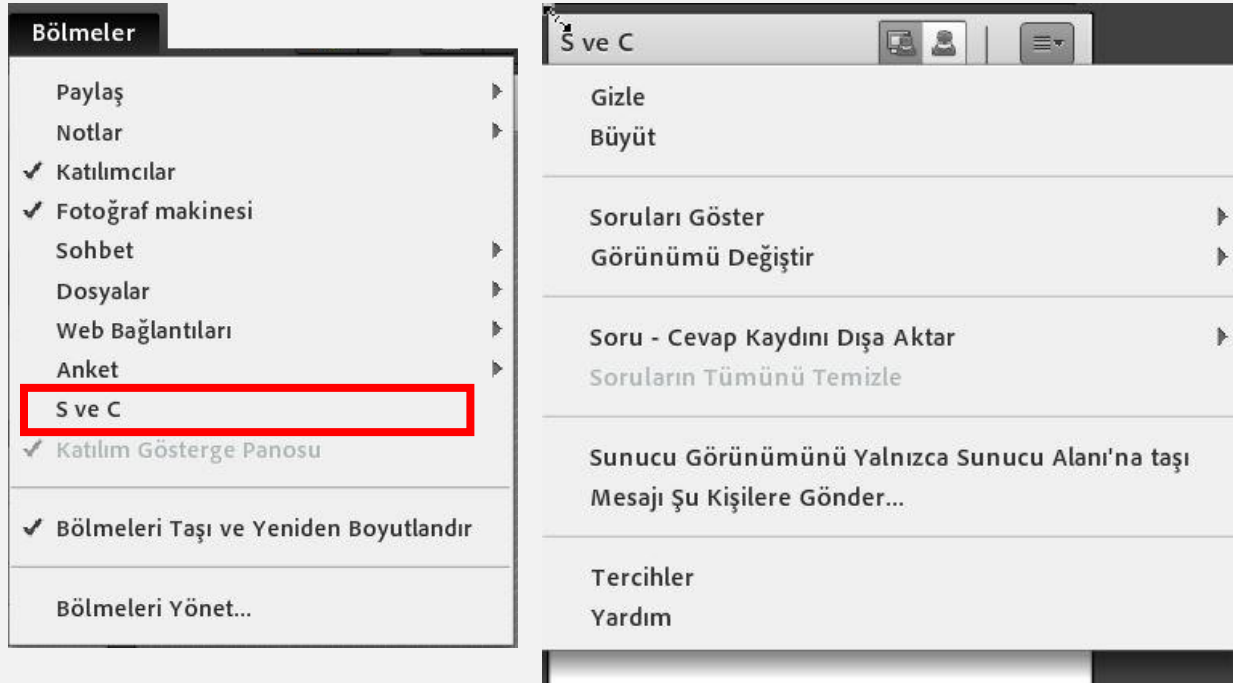 Bölmeler
Paylaş
Notlar
Katılımcılar
Fotoğraf makinesi
Sohbet
Dosyalar
Web Bağlantıları
Anket
S ve C
Katılım Gösterge Panosu
Bölmeleri Taşı ve Yeniden Boyutlandır
Bölmeleri Yönet...
S ve C
Gizle
Büyüt
Soruları Göster
Görünümü Değiştir
Soru - Cevap Kaydını Dışa Aktar
Soruların Tümünü Temizle
Sunucu Görünümünü Yalnızca Sunucu Alanı'na taşı
Mesajı Şu Kişilere Gönder...
Tercihler
Yardım